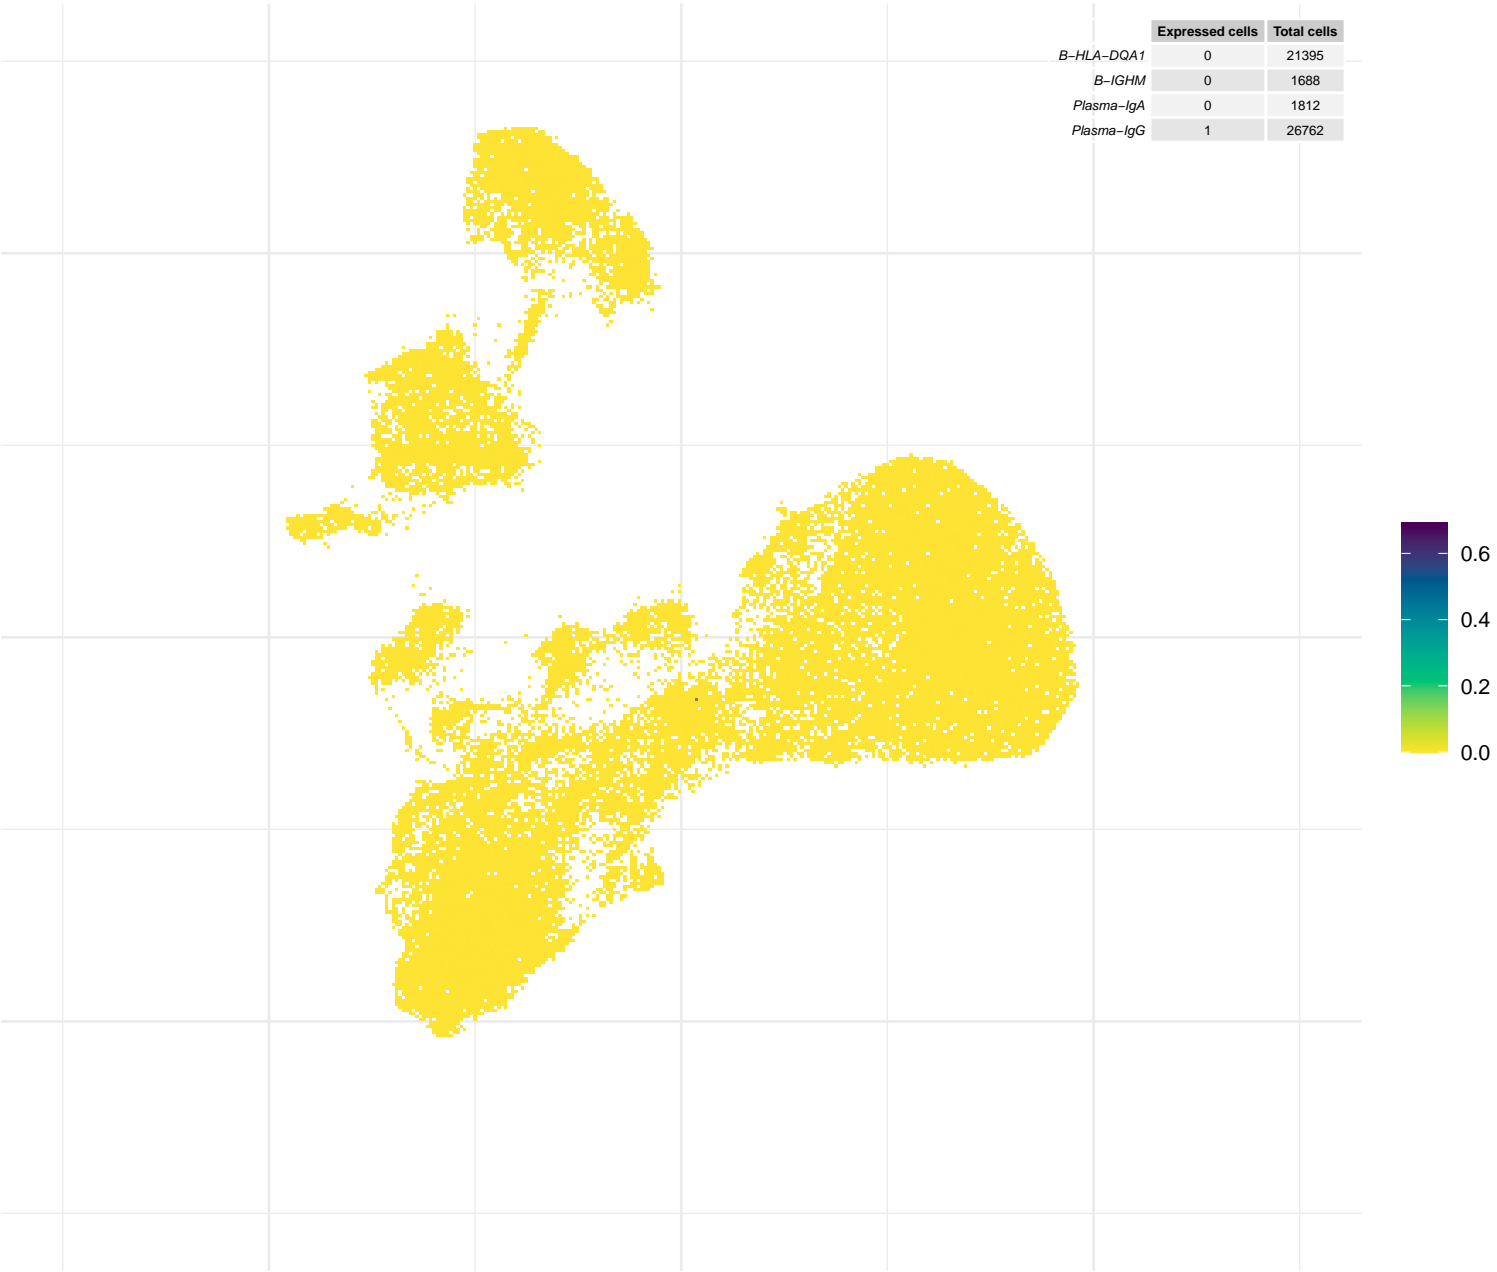 Expressed cells Total cells
B−HLA−DQA1 0 21395
B−IGHM 0 1688
Plasma−IgA 0 1812
Plasma−IgG 1 26762
0.6
0.4
0.2
0.0